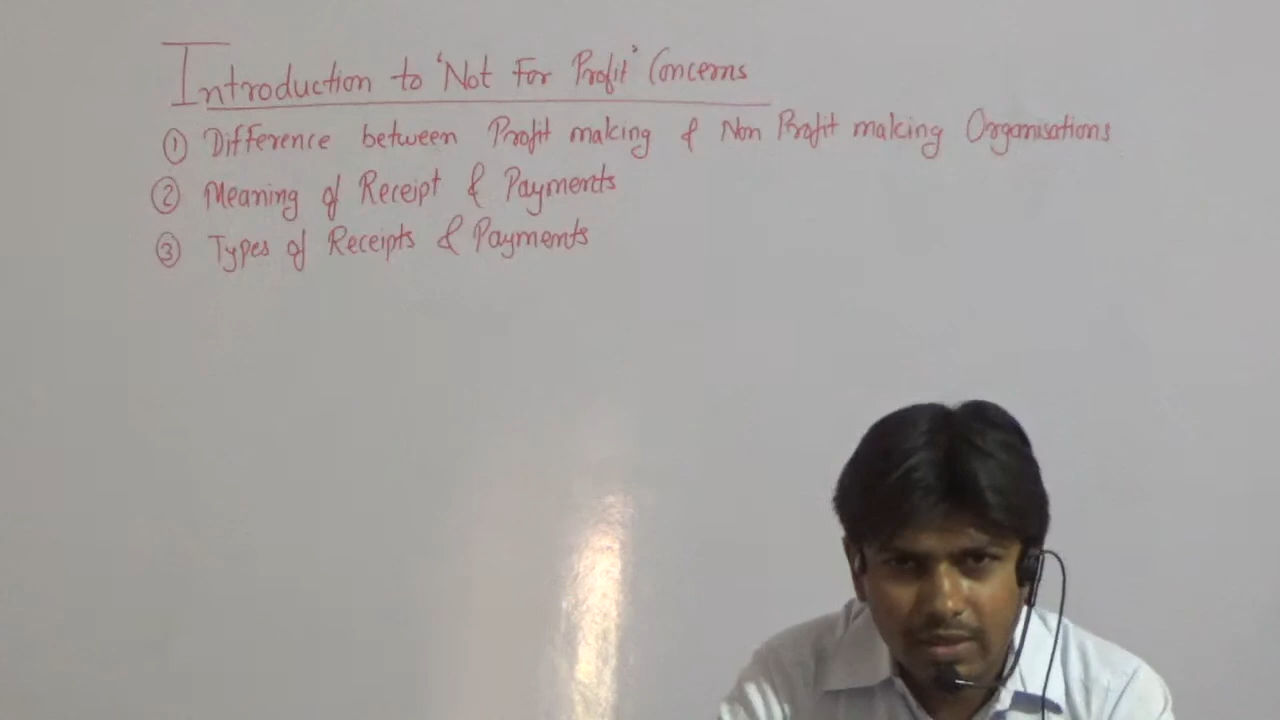 Introduction to 'Not For Profit' Concerns
① Difference between Profit making & Non Profit making Organisations
② Meaning of Receipt & Payments
③ Types of Receipts & Payments